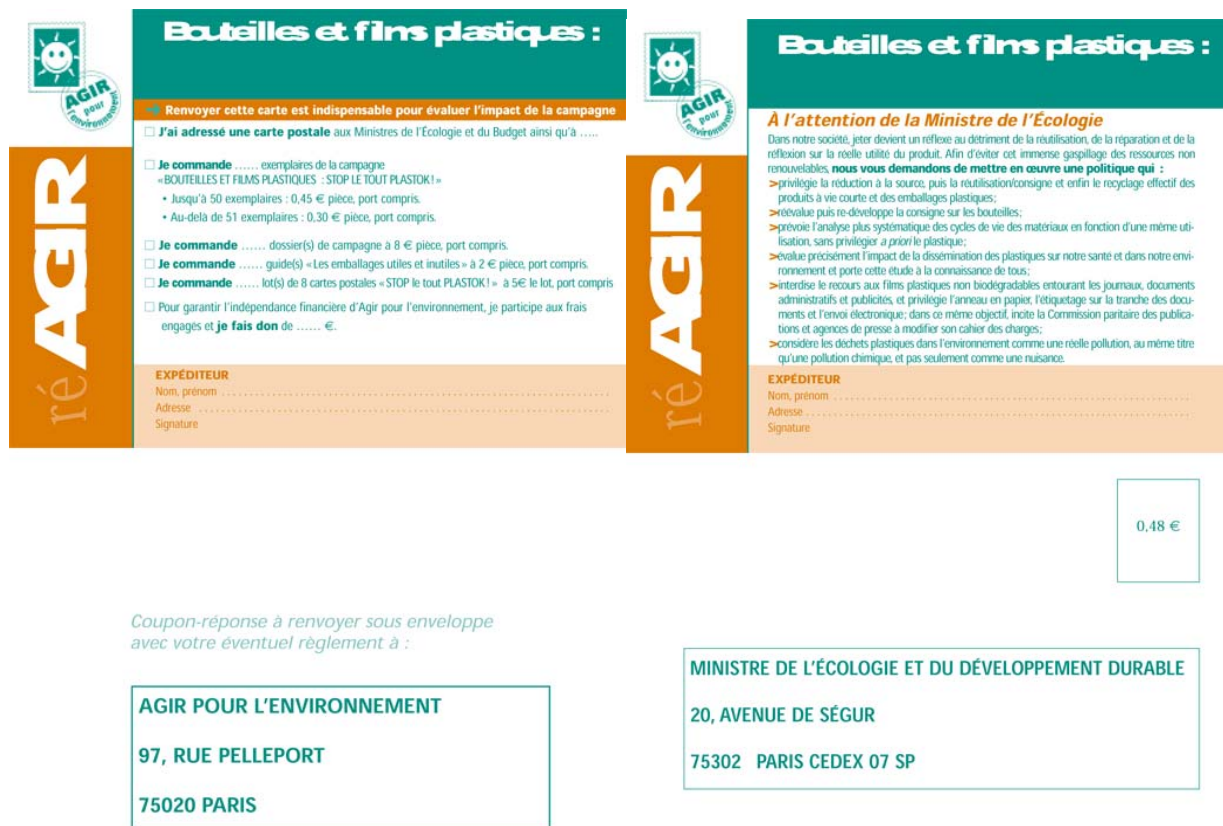 Bouteilles et films plastiques :
AGIR
pour
l'environnement
➔ Renvoyer cette carte est indispensable pour évaluer l'impact de la campagne
☐ J'ai adressé une carte postale aux Ministres de l'Écologie et du Budget ainsi qu'à …..
☐ Je commande …… exemplaires de la campagne
«BOUTEILLES ET FILMS PLASTIQUES : STOP LE TOUT PLASTOK!»
• Jusqu'à 50 exemplaires : 0,45 € pièce, port compris.
• Au-delà de 51 exemplaires : 0,30 € pièce, port compris.
☐ Je commande …… dossier(s) de campagne à 8 € pièce, port compris.
☐ Je commande …… guide(s) «Les emballages utiles et inutiles» à 2 € pièce, port compris.
☐ Je commande …… lot(s) de 8 cartes postales «STOP le tout PLASTOK!» à 5€ le lot, port compris
☐ Pour garantir l'indépendance financière d'Agir pour l'environnement, je participe aux frais
engagés et je fais don de …… €.
réAGIR
EXPÉDITEUR
Nom, prénom ......................................................................
Adresse ......................................................................
Signature
Coupon-réponse à renvoyer sous enveloppe
avec votre éventuel règlement à :
AGIR POUR L'ENVIRONNEMENT
97, RUE PELLEPORT
75020 PARIS
Bouteilles et films plastiques :
AGIR
pour
l'environnement
À l'attention de la Ministre de l'Écologie
Dans notre société, jeter devient un réflexe au détriment de la réutilisation, de la réparation et de la
réflexion sur la réelle utilité du produit. Afin d'éviter cet immense gaspillage des ressources non
renouvelables, nous vous demandons de mettre en œuvre une politique qui :
>privilégie la réduction à la source, puis la réutilisation/consigne et enfin le recyclage effectif des
produits à vie courte et des emballages plastiques;
>réévalue puis re-développe la consigne sur les bouteilles;
>prévoie l'analyse plus systématique des cycles de vie des matériaux en fonction d'une même uti-
lisation, sans privilégier a priori le plastique;
>évalue précisément l'impact de la dissémination des plastiques sur notre santé et dans notre envi-
ronnement et porte cette étude à la connaissance de tous;
>interdise le recours aux films plastiques non biodégradables entourant les journaux, documents
administratifs et publicités, et privilégie l'anneau en papier, l'étiquetage sur la tranche des docu-
ments et l'envoi électronique; dans ce même objectif, incite la Commission paritaire des publica-
tions et agences de presse à modifier son cahier des charges;
>considère les déchets plastiques dans l'environnement comme une réelle pollution, au même titre
qu'une pollution chimique, et pas seulement comme une nuisance.
réAGIR
EXPÉDITEUR
Nom, prénom ......................................................................
Adresse ......................................................................
Signature
0,48 €
MINISTRE DE L'ÉCOLOGIE ET DU DÉVELOPPEMENT DURABLE
20, AVENUE DE SÉGUR
75302 PARIS CEDEX 07 SP